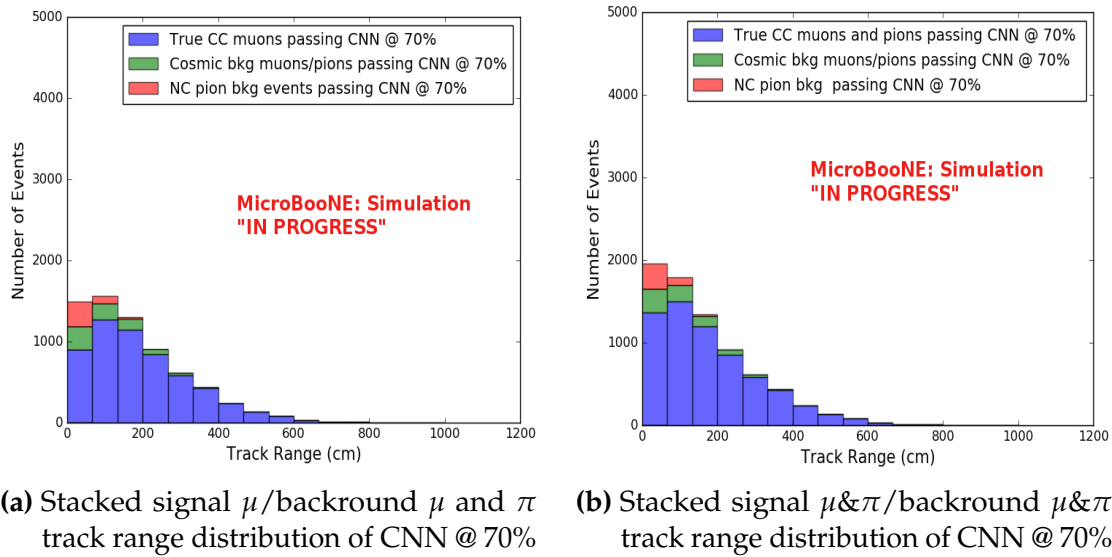 5000
4000
3000
2000
1000
0
Number of Events
True CC muons passing CNN @ 70%
Cosmic bkg muons/pions passing CNN @ 70%
NC pion bkg events passing CNN @ 70%
MicroBooNE: Simulation
"IN PROGRESS"
0 200 400 600 800 1000 1200
Track Range (cm)
(a) Stacked signal μ/backround μ and π
track range distribution of CNN @ 70%
5000
4000
3000
2000
1000
0
Number of Events
True CC muons and pions passing CNN @ 70%
Cosmic bkg muons/pions passing CNN @ 70%
NC pion bkg passing CNN @ 70%
MicroBooNE: Simulation
"IN PROGRESS"
0 200 400 600 800 1000 1200
Track Range (cm)
(b) Stacked signal μ&π/backround μ&π
track range distribution of CNN @ 70%